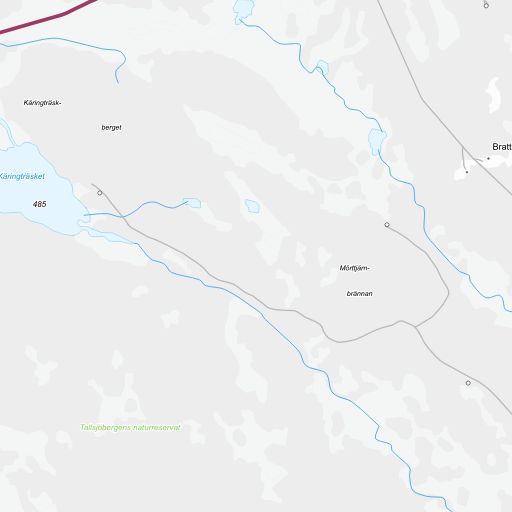 Käringträsk-
berget
Bratt
Käringträsket
485
Mörttjärn-
brännan
Tallsjöbergens naturreservat